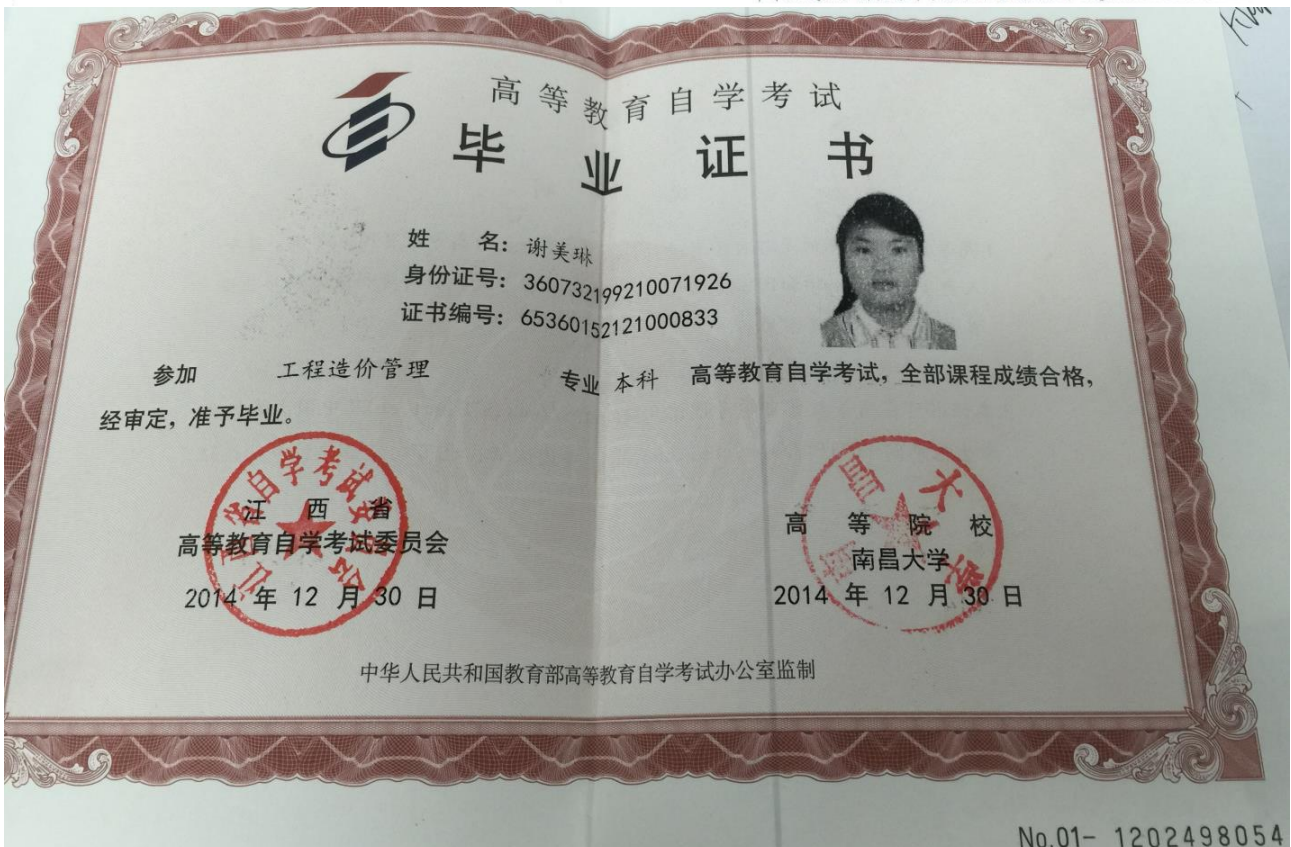 高等教育自学考试
毕业证书
姓名：谢美琳
身份证号：360732199210071926
证书编号：65360152121000833
参加 工程造价管理 专业 本科 高等教育自学考试，全部课程成绩合格，
经审定，准予毕业。
江西省
高等教育自学考试委员会
2014 年 12 月 30 日
高等院校
南昌大学
2014 年 12 月 30 日
中华人民共和国教育部高等教育自学考试办公室监制
No.01- 1202498054